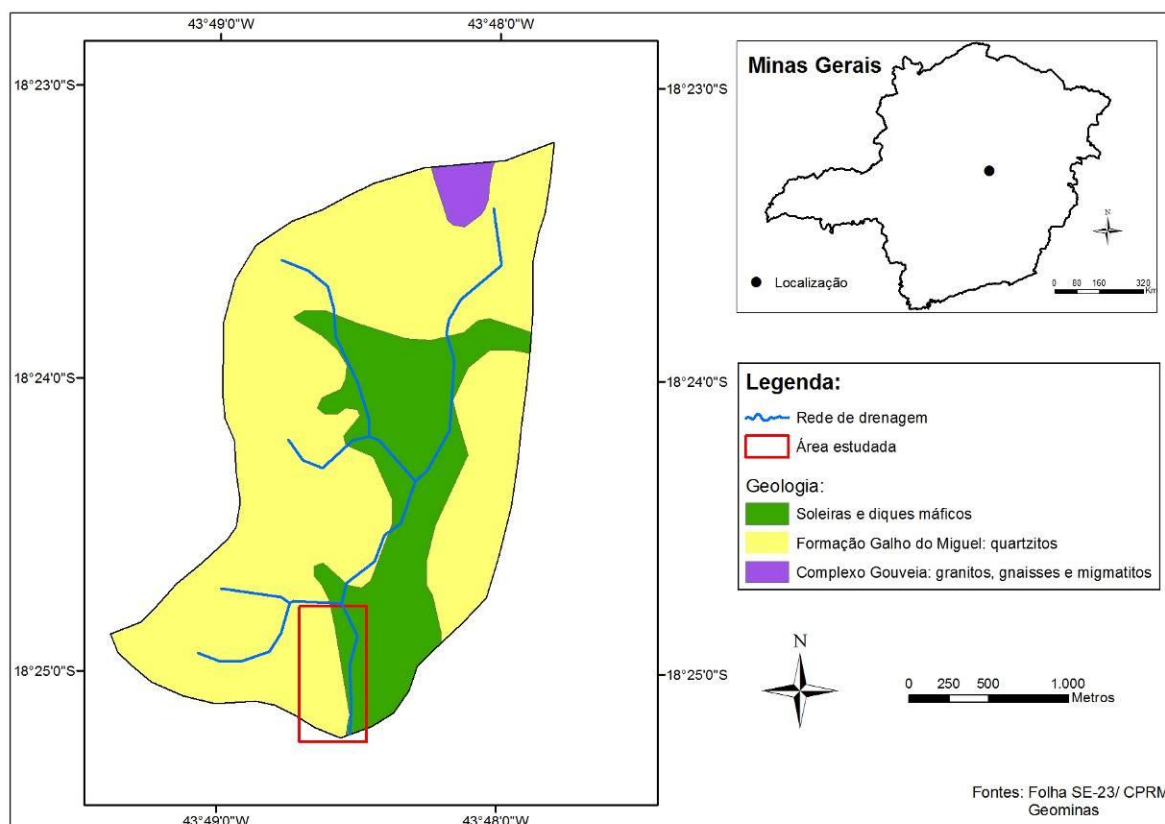 43°49'0"W
43°48'0"W
18°23'0"S
18°23'0"S
18°24'0"S
18°24'0"S
18°25'0"S
18°25'0"S
43°49'0"W
43°48'0"W
Minas Gerais
N
Localização
0 80 160 320
Km
Legenda:
Rede de drenagem
Área estudada
Geologia:
Soleiras e diques máficos
Formação Galho do Miguel: quartzitos
Complexo Gouveia: granitos, gnaisses e migmatitos
N
0 250 500 1.000
Metros
Fontes: Folha SE-23/ CPRM
Geominas